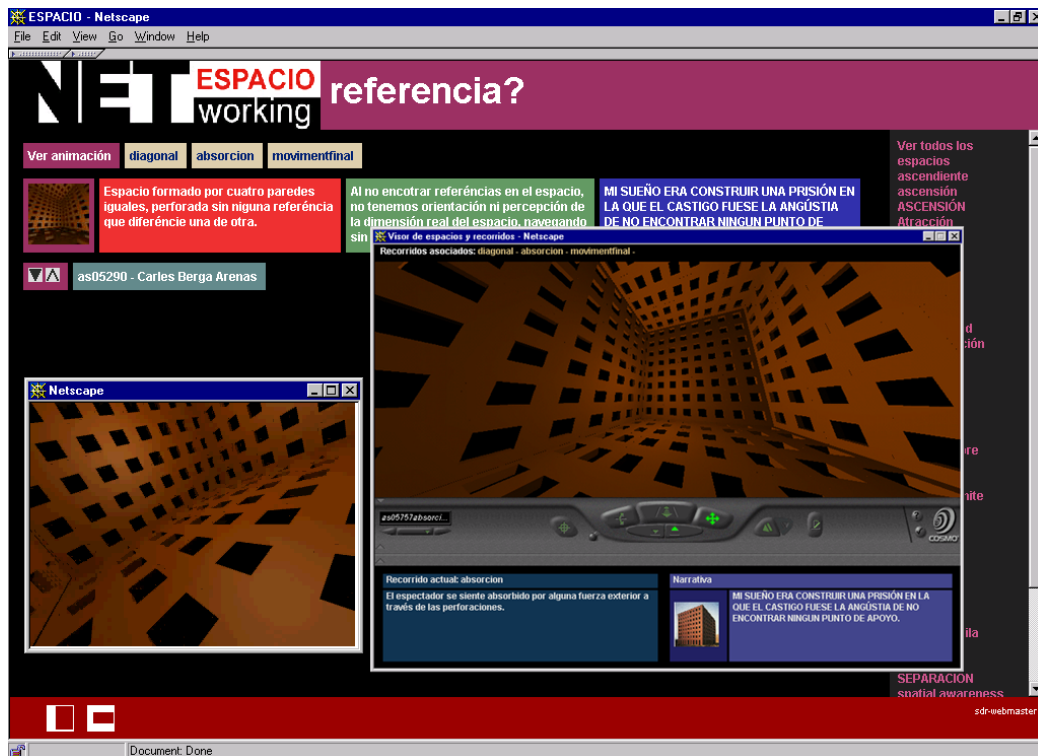 ESPACIO - Netscape
File Edit View Go Window Help
NET ESPACIO working
referencia?
Ver animación
diagonal
absorcion
movimentfinal
Espacio formado por cuatro paredes
iguales, perforada sin niguna referéncia
que diferéncie una de otra.
Al no encotrar referéncias en el espacio,
no tenemos orientación ni percepción de
la dimensión real del espacio, navegando
sin
MI SUEÑO ERA CONSTRUIR UNA PRISIÓN EN
LA QUE EL CASTIGO FUESE LA ANGÚSTIA
DE NO ENCONTRAR NINGUN PUNTO DE
as05290 - Carles Berga Arenas
Ver todos los
espacios
ascendiente
ascensión
ASCENSIÓN
Atracción
d
ción
re
nite
ila
SEPARACION
spatial awareness
Netscape
Visor de espacios y recorridos - Netscape
Recorridos asociados: diagonal - absorcion - movimentfinal -
as05757absorci...
COSMO
Recorrido actual: absorcion
El espectador se siente absorbido por alguna fuerza exterior a
través de las perforaciones.
Narrativa
MI SUEÑO ERA CONSTRUIR UNA PRISIÓN EN LA
QUE EL CASTIGO FUESE LA ANGÚSTIA DE NO
ENCONTRAR NINGUN PUNTO DE APOYO.
sdr-webmaster
Document: Done